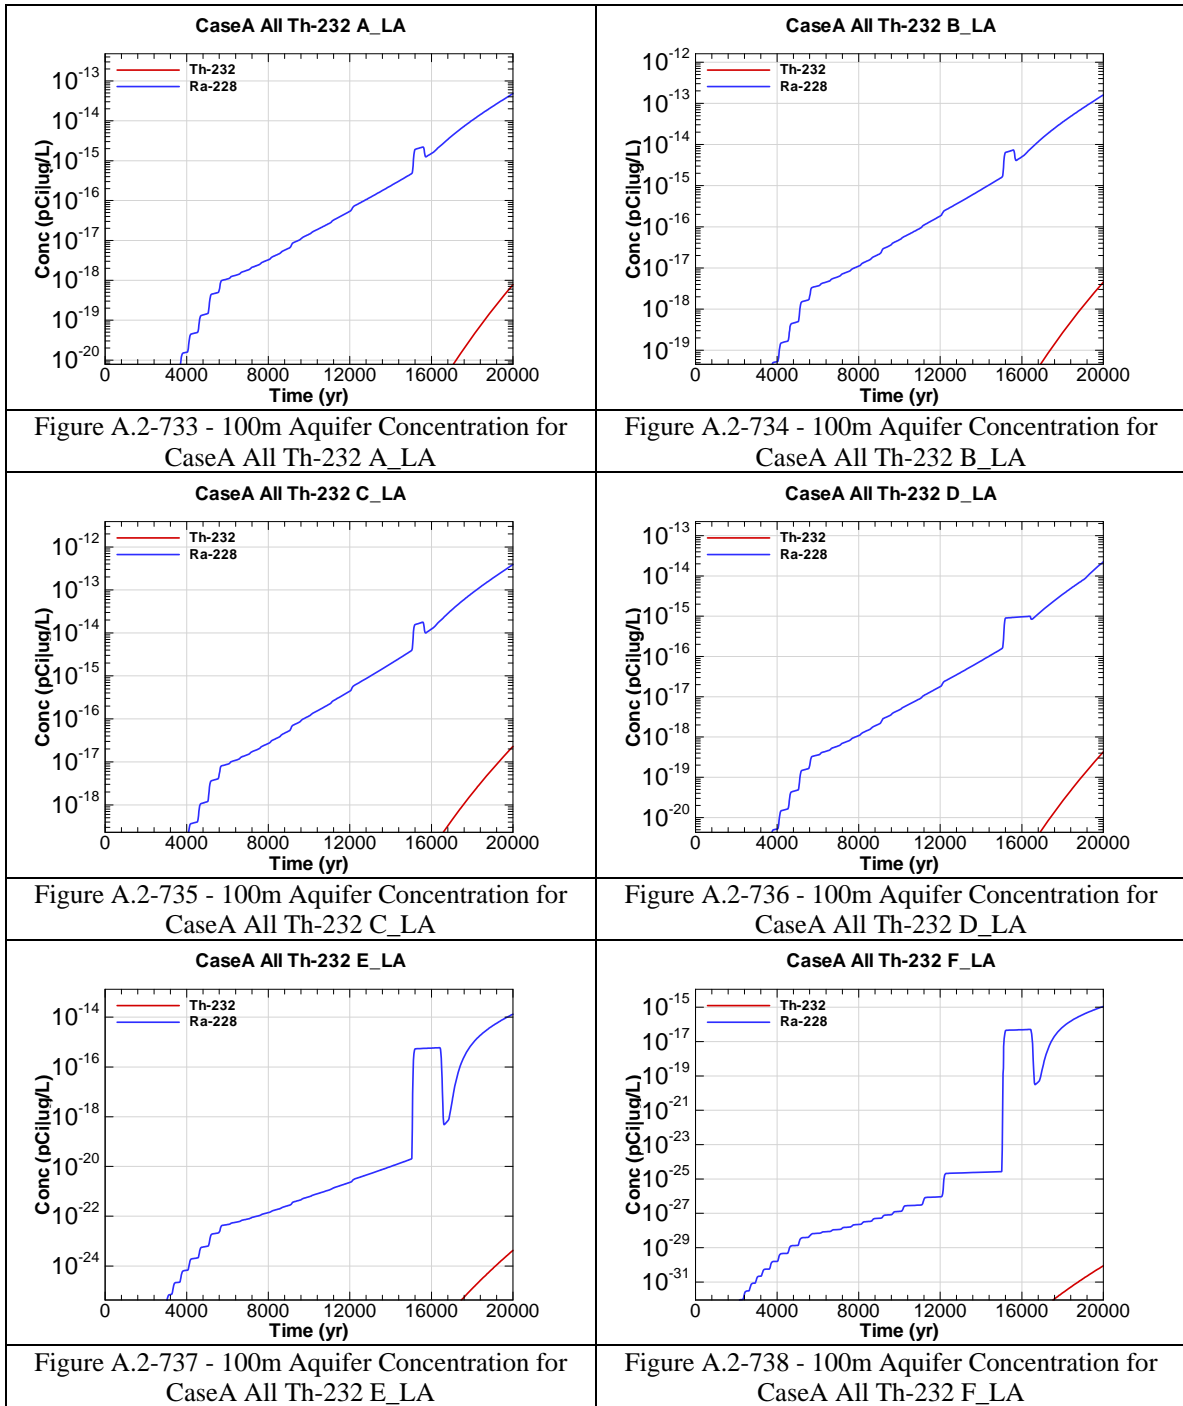 CaseA All Th-232 A_LA
Th-232
Ra-228
Conc (pCi|ug/L)
10-13
10-14
10-15
10-16
10-17
10-18
10-19
10-20
0 4000 8000 12000 16000 20000
Time (yr)
Figure A.2-733 - 100m Aquifer Concentration for
CaseA All Th-232 A_LA
CaseA All Th-232 B_LA
Th-232
Ra-228
Conc (pCi|ug/L)
10-12
10-13
10-14
10-15
10-16
10-17
10-18
10-19
0 4000 8000 12000 16000 20000
Time (yr)
Figure A.2-734 - 100m Aquifer Concentration for
CaseA All Th-232 B_LA
CaseA All Th-232 C_LA
Th-232
Ra-228
Conc (pCi|ug/L)
10-12
10-13
10-14
10-15
10-16
10-17
10-18
0 4000 8000 12000 16000 20000
Time (yr)
Figure A.2-735 - 100m Aquifer Concentration for
CaseA All Th-232 C_LA
CaseA All Th-232 D_LA
Th-232
Ra-228
Conc (pCi|ug/L)
10-13
10-14
10-15
10-16
10-17
10-18
10-19
10-20
0 4000 8000 12000 16000 20000
Time (yr)
Figure A.2-736 - 100m Aquifer Concentration for
CaseA All Th-232 D_LA
CaseA All Th-232 E_LA
Th-232
Ra-228
Conc (pCi|ug/L)
10-14
10-16
10-18
10-20
10-22
10-24
0 4000 8000 12000 16000 20000
Time (yr)
Figure A.2-737 - 100m Aquifer Concentration for
CaseA All Th-232 E_LA
CaseA All Th-232 F_LA
Th-232
Ra-228
Conc (pCi|ug/L)
10-15
10-17
10-19
10-21
10-23
10-25
10-27
10-29
10-31
0 4000 8000 12000 16000 20000
Time (yr)
Figure A.2-738 - 100m Aquifer Concentration for
CaseA All Th-232 F_LA